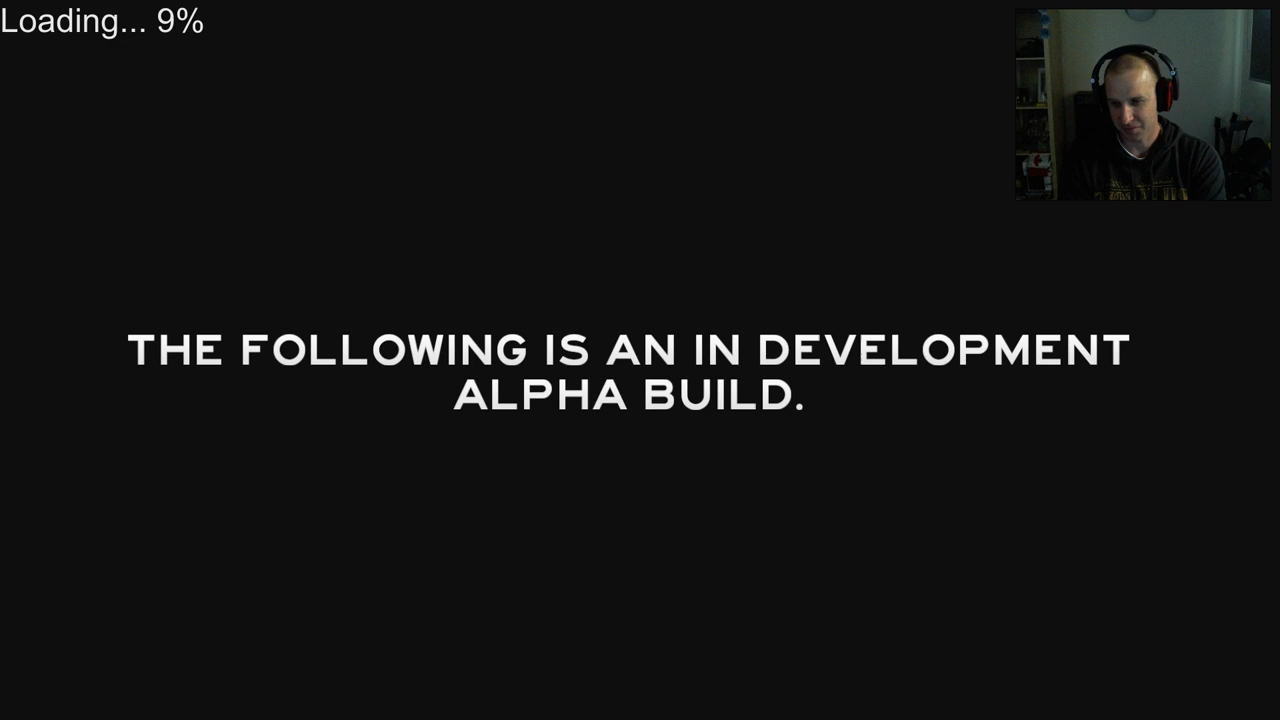 Loading... 9%
THE FOLLOWING IS AN IN DEVELOPMENT
ALPHA BUILD.